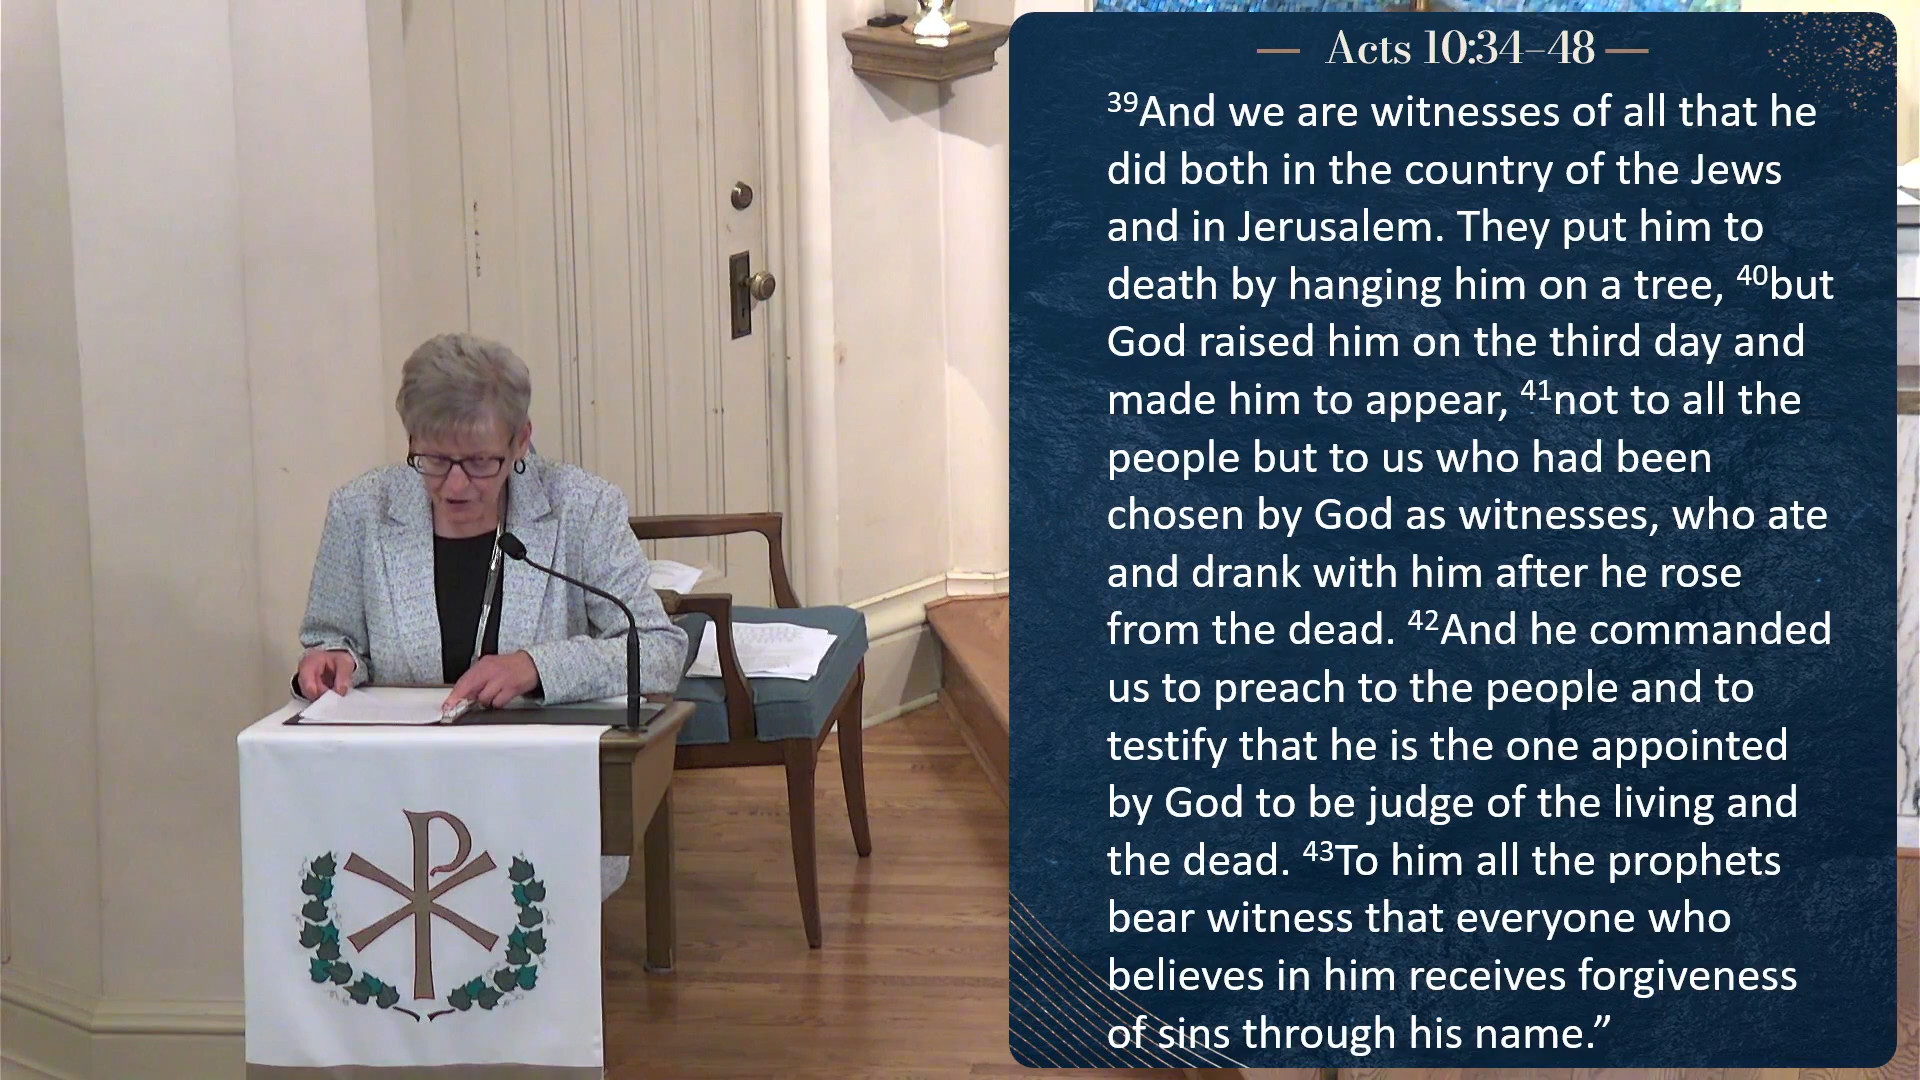 Acts 10:34–48
39And we are witnesses of all that he
did both in the country of the Jews
and in Jerusalem. They put him to
death by hanging him on a tree, 40but
God raised him on the third day and
made him to appear, 41not to all the
people but to us who had been
chosen by God as witnesses, who ate
and drank with him after he rose
from the dead. 42And he commanded
us to preach to the people and to
testify that he is the one appointed
by God to be judge of the living and
the dead. 43To him all the prophets
bear witness that everyone who
believes in him receives forgiveness
of sins through his name.”